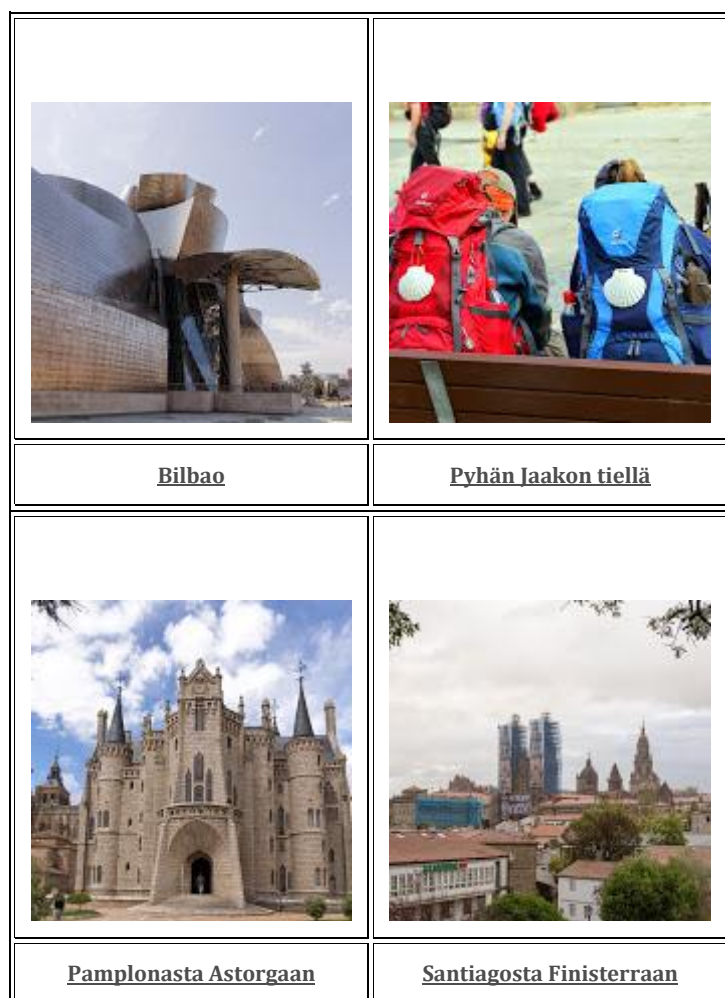 Bilbao
Pyhän Jaakon tiellä
Pamplonasta Astorgaan
Santiagosta Finisterraan